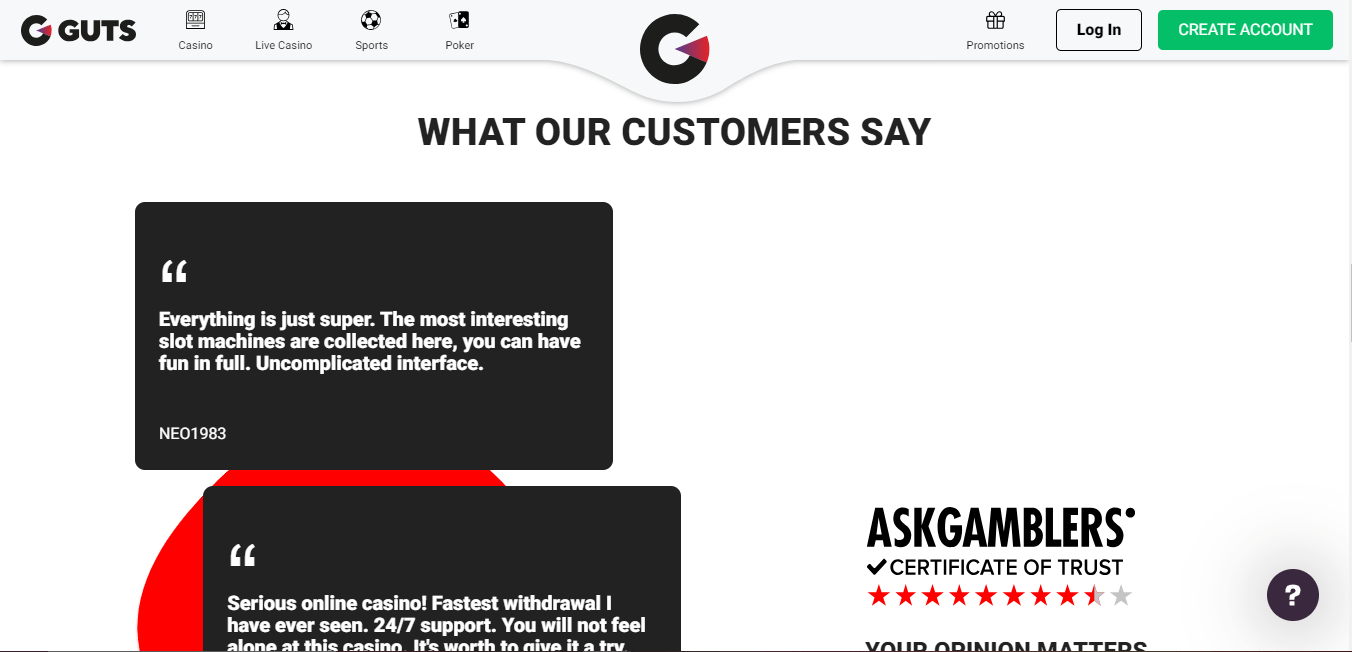 GUTS
Casino
Live Casino
Sports
Poker
Promotions
Log In
CREATE ACCOUNT
WHAT OUR CUSTOMERS SAY
“
Everything is just super. The most interesting
slot machines are collected here, you can have
fun in full. Uncomplicated interface.
NEO1983
“
Serious online casino! Fastest withdrawal I
have ever seen. 24/7 support. You will not feel
alone at this casino. It's worth to give it a try.
ASKGAMBLERS
CERTIFICATE OF TRUST
YOUR OPINION MATTERS
?